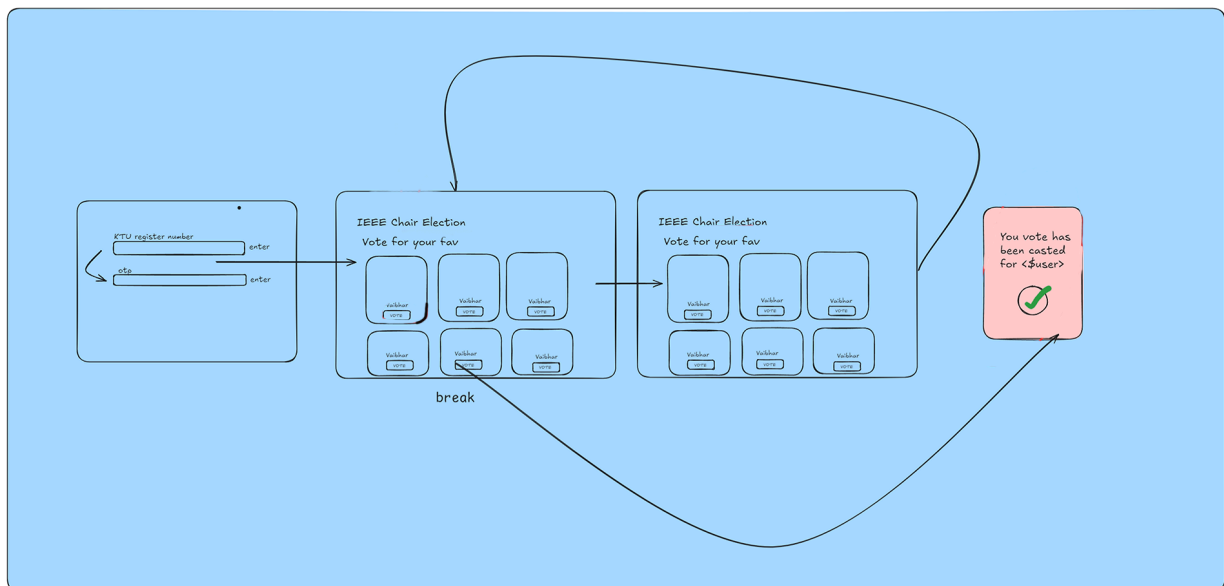 KTU register number
enter
otp
enter
IEEE Chair Election
Vote for your fav
Vaibhar
VOTE
Vaibhar
VOTE
Vaibhar
VOTE
Vaibhar
VOTE
Vaibhar
VOTE
Vaibhar
VOTE
break
IEEE Chair Election
Vote for your fav
Vaibhar
VOTE
Vaibhar
VOTE
Vaibhar
VOTE
Vaibhar
VOTE
Vaibhar
VOTE
Vaibhar
VOTE
You vote has
been casted
for <$user>